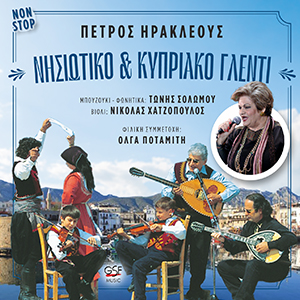 NON
STOP
ΠΕΤΡΟΣ ΗΡΑΚΛΕΟΥΣ
ΝΗΣΙΩΤΙΚΟ & ΚΥΠΡΙΑΚΟ ΓΛΕΝΤΙ
ΜΠΟΥΖΟΥΚΙ - ΦΩΝΗΤΙΚΑ: ΤΩΝΗΣ ΣΟΛΩΜΟΥ
ΒΙΟΛΙ: ΝΙΚΟΛΑΣ ΧΑΤΖΟΠΟΥΛΟΣ
ΦΙΛΙΚΗ ΣΥΜΜΕΤΟΧΗ:
ΟΛΓΑ ΠΟΤΑΜΙΤΗ
GSF
MUSIC